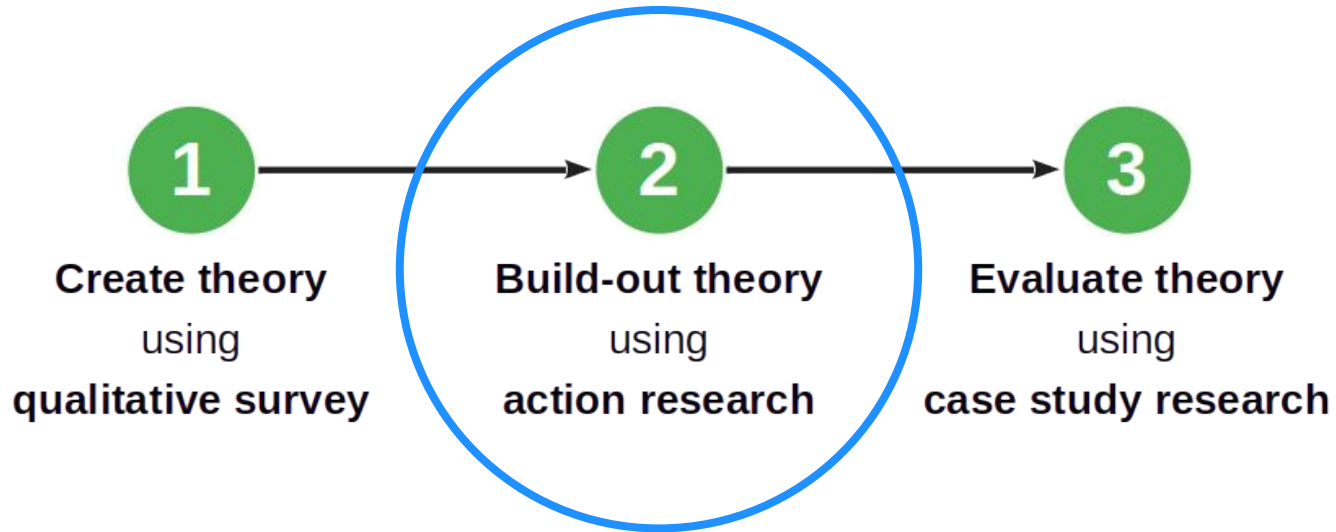 1
Create theory
using
qualitative survey
2
Build-out theory
using
action research
3
Evaluate theory
using
case study research